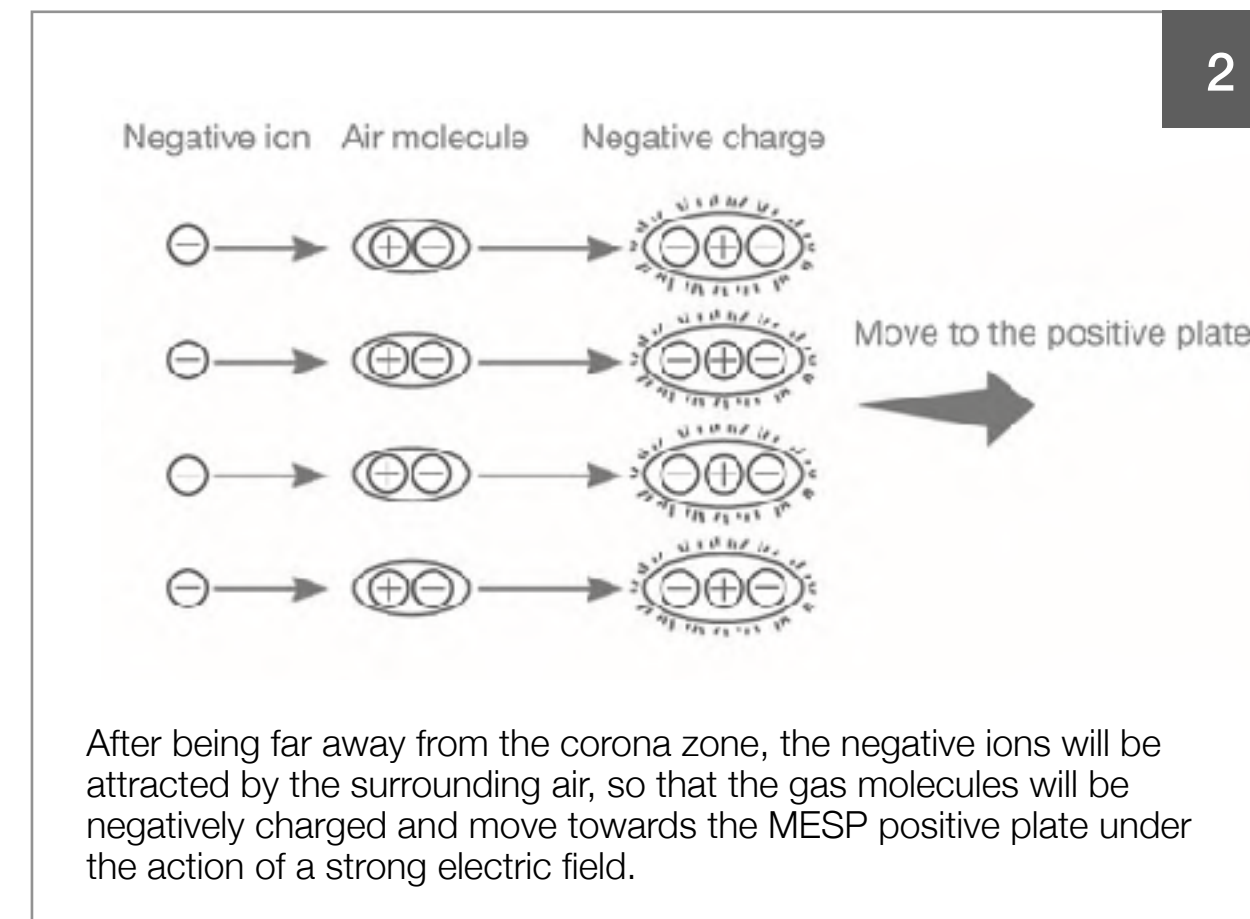 2
Negative icn Air molecule Negative charge
Move to the positive plate
After being far away from the corona zone, the negative ions will be
attracted by the surrounding air, so that the gas molecules will be
negatively charged and move towards the MESP positive plate under
the action of a strong electric field.